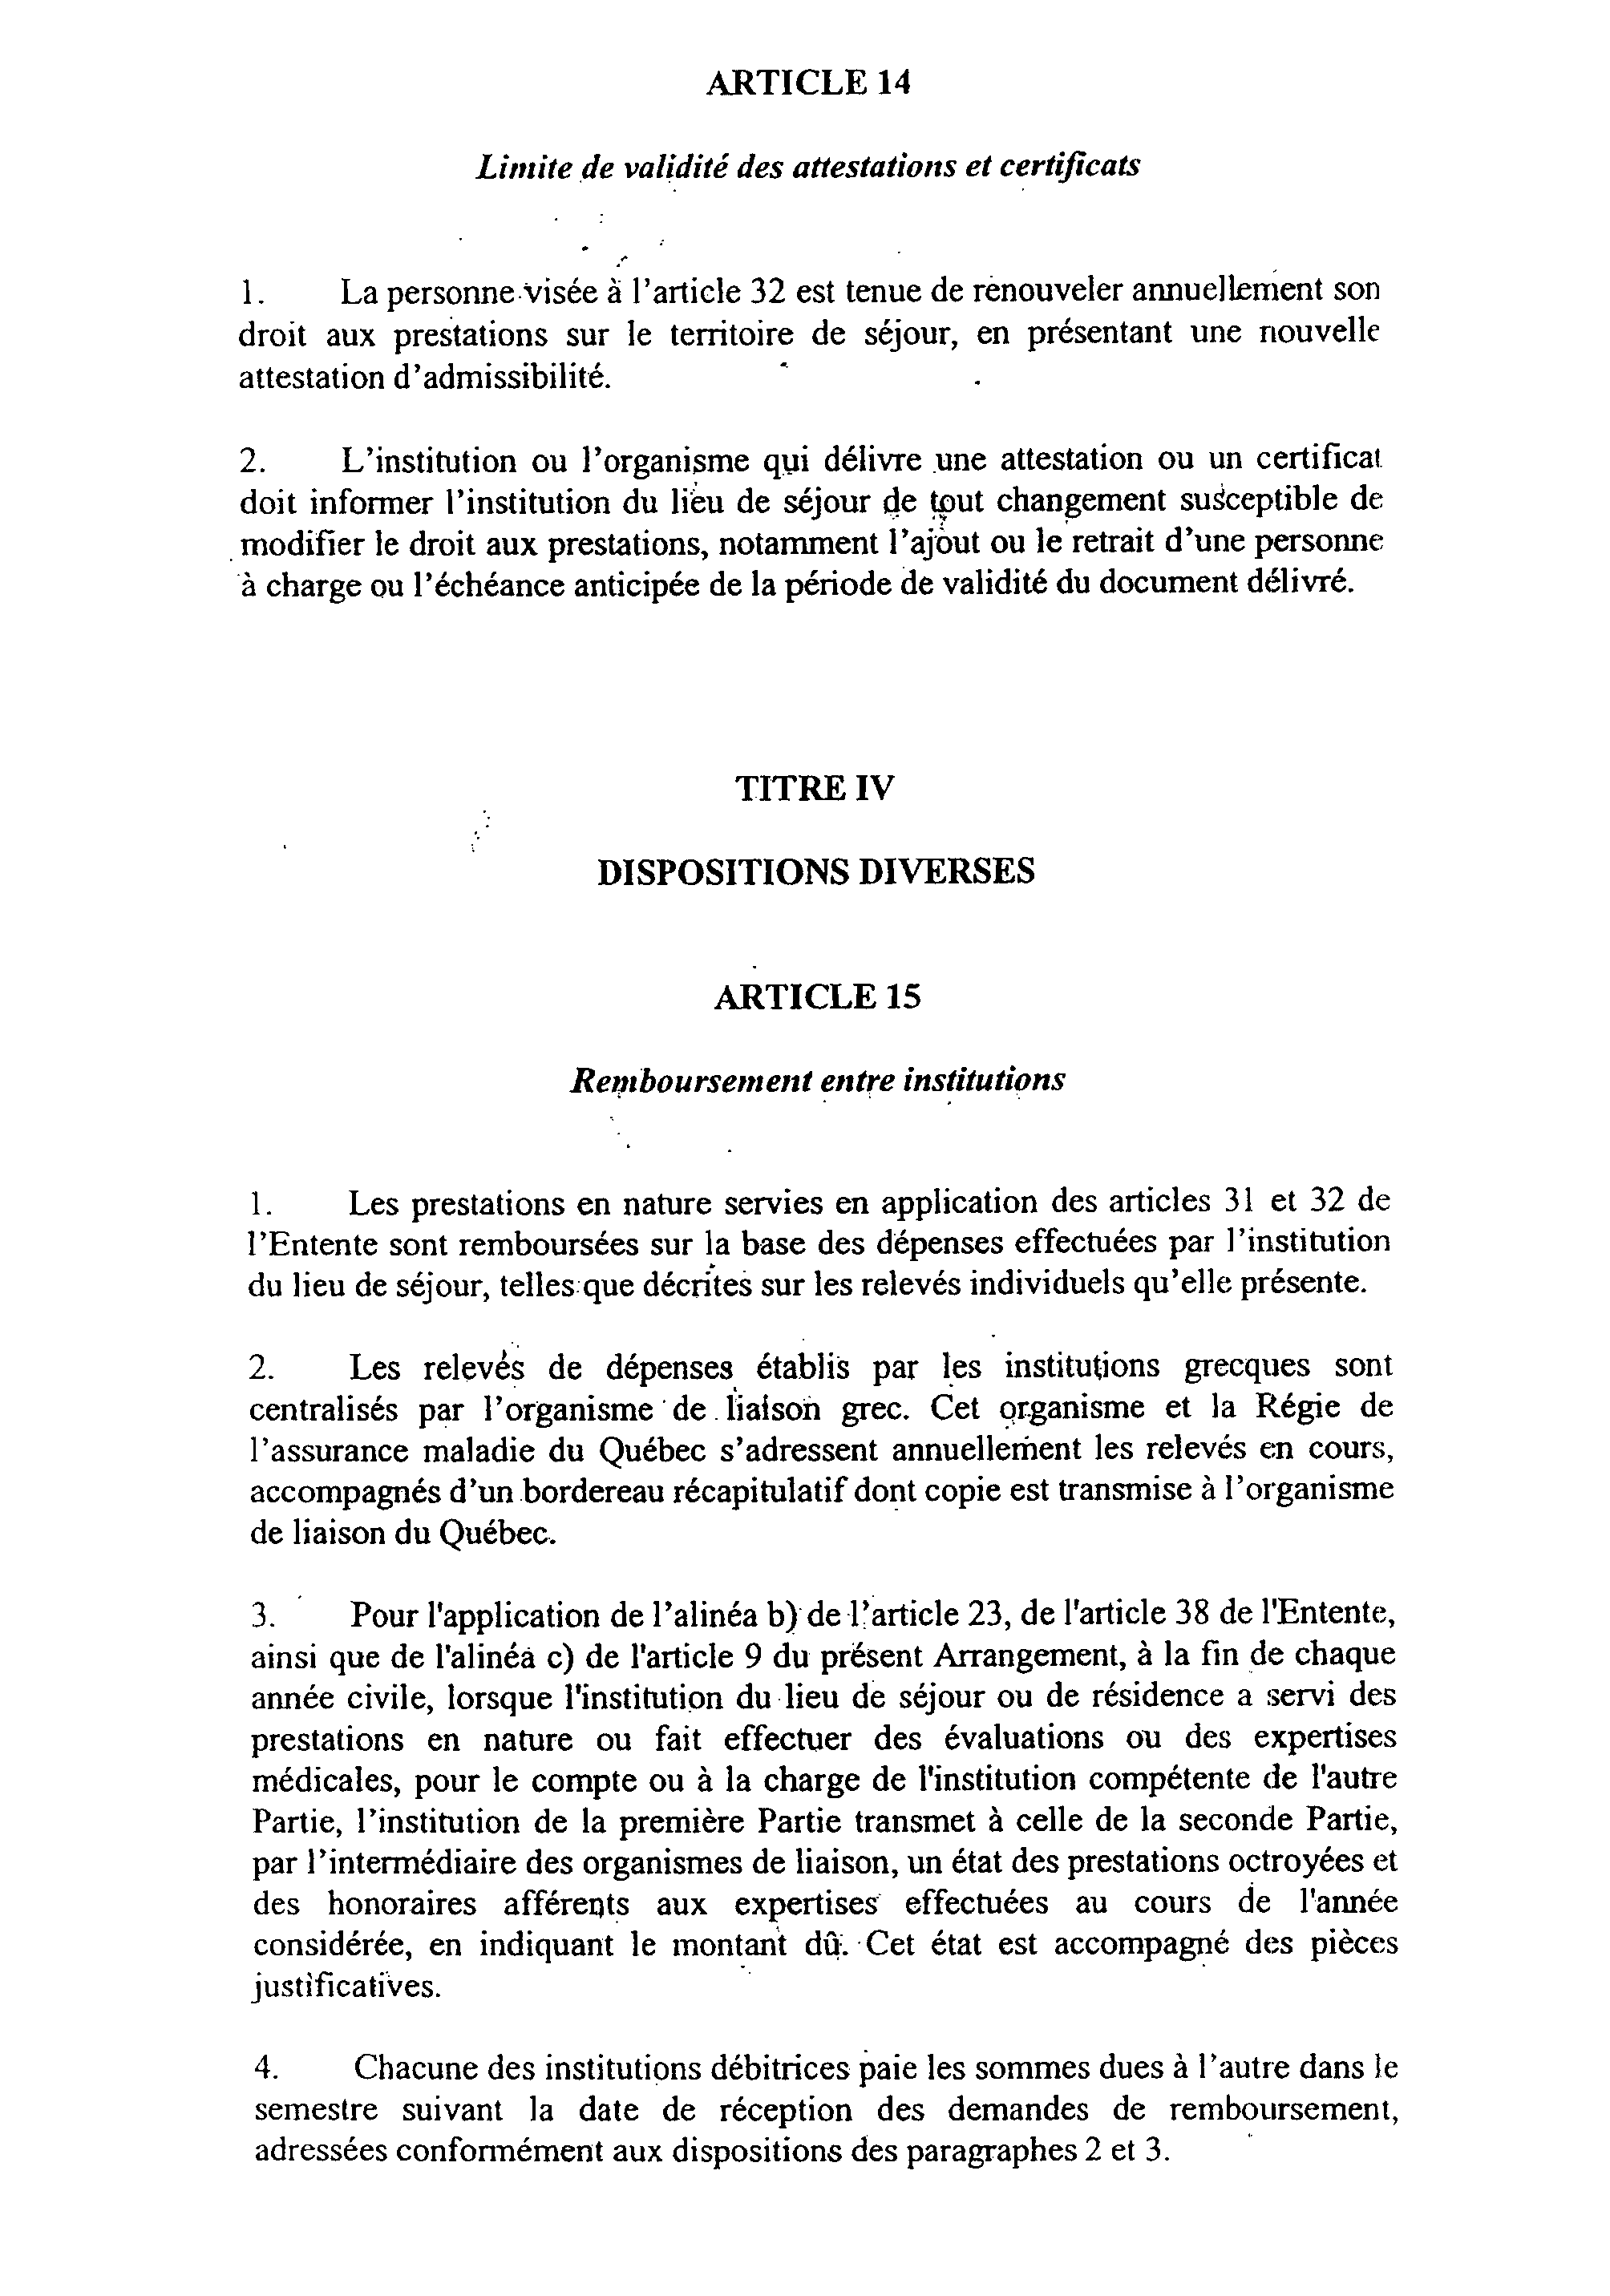 ARTICLE 14
Limite de validité des attestations et certificats
1. La personne visée à l'article 32 est tenue de renouveler annuellement son
droit aux prestations sur le territoire de séjour, en présentant une nouvelle
attestation d'admissibilité.
2. L'institution ou l'organisme qui délivre une attestation ou un certificat
doit informer l'institution du lieu de séjour de tout changement susceptible de
modifier le droit aux prestations, notamment l'ajout ou le retrait d'une personne
à charge ou l'échéance anticipée de la période de validité du document délivré.
TITRE IV
DISPOSITIONS DIVERSES
ARTICLE 15
Remboursement entre institutions
1. Les prestations en nature servies en application des articles 31 et 32 de
l'Entente sont remboursées sur la base des dépenses effectuées par l'institution
du lieu de séjour, telles que décrites sur les relevés individuels qu'elle présente.
2. Les relevés de dépenses établis par les institutions grecques sont
centralisés par l'organisme de liaison grec. Cet organisme et la Régie de
l'assurance maladie du Québec s'adressent annuellement les relevés en cours,
accompagnés d'un bordereau récapitulatif dont copie est transmise à l'organisme
de liaison du Québec.
3. Pour l'application de l'alinéa b) de l'article 23, de l'article 38 de l'Entente,
ainsi que de l'alinéa c) de l'article 9 du présent Arrangement, à la fin de chaque
année civile, lorsque l'institution du lieu de séjour ou de résidence a servi des
prestations en nature ou fait effectuer des évaluations ou des expertises
médicales, pour le compte ou à la charge de l'institution compétente de l'autre
Partie, l'institution de la première Partie transmet à celle de la seconde Partie,
par l'intermédiaire des organismes de liaison, un état des prestations octroyées et
des honoraires afférents aux expertises effectuées au cours de l'année
considérée, en indiquant le montant dû. Cet état est accompagné des pièces
justificatives.
4. Chacune des institutions débitrices paie les sommes dues à l'autre dans le
semestre suivant la date de réception des demandes de remboursement,
adressées conformément aux dispositions des paragraphes 2 et 3.